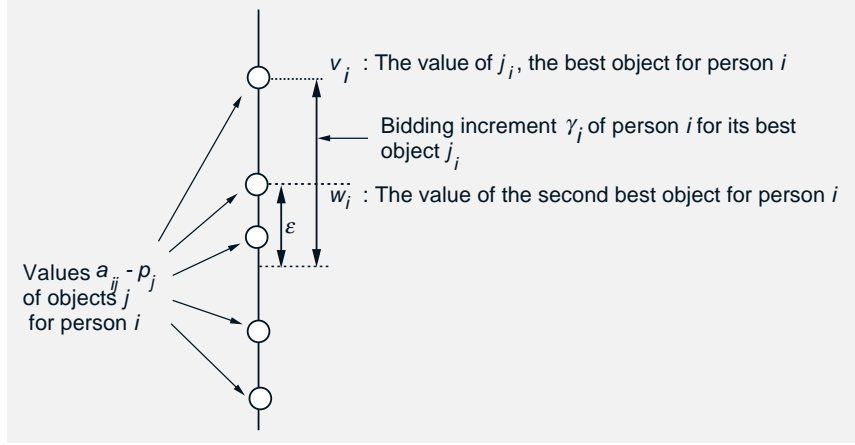 v_i : The value of j_i, the best object for person i
Bidding increment γ_i of person i for its best
object j_i
w_i : The value of the second best object for person i
ε
Values a_ij - p_j
of objects j
for person i